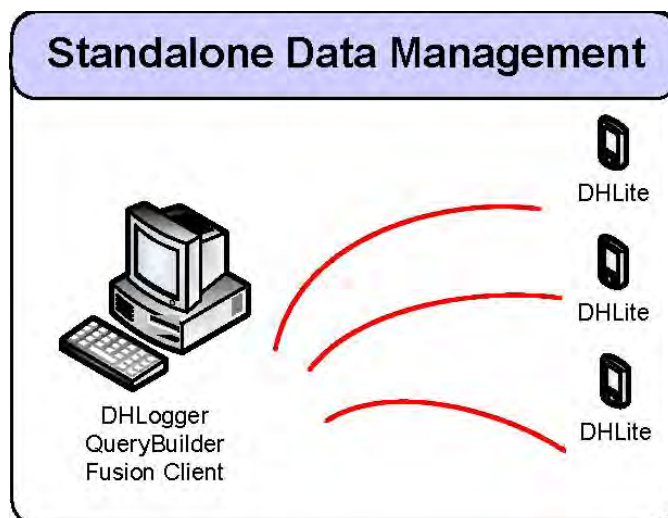 Standalone Data Management
DHLite
DHLite
DHLite
DHLogger
QueryBuilder
Fusion Client